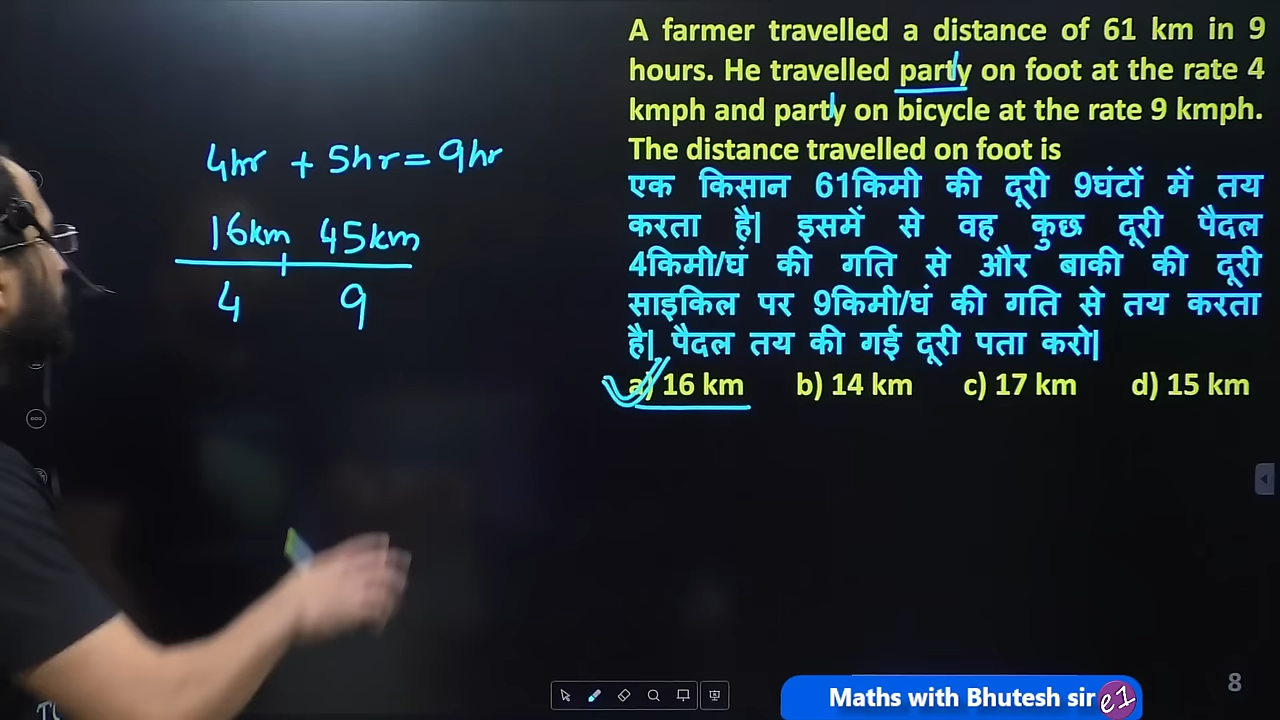 A farmer travelled a distance of 61 km in 9
hours. He travelled party on foot at the rate 4
kmph and party on bicycle at the rate 9 kmph.
The distance travelled on foot is
एक किसान 61किमी की दूरी 9घंटों में तय
करता है| इसमें से वह कुछ दूरी पैदल
4किमी/घं की गति से और बाकी की दूरी
साइकिल पर 9किमी/घं की गति से तय करता
है| पैदल तय की गई दूरी पता करो|
a) 16 km b) 14 km c) 17 km d) 15 km
4hr + 5hr = 9hr
16km 45km
4 9
8
Maths with Bhutesh sir e1